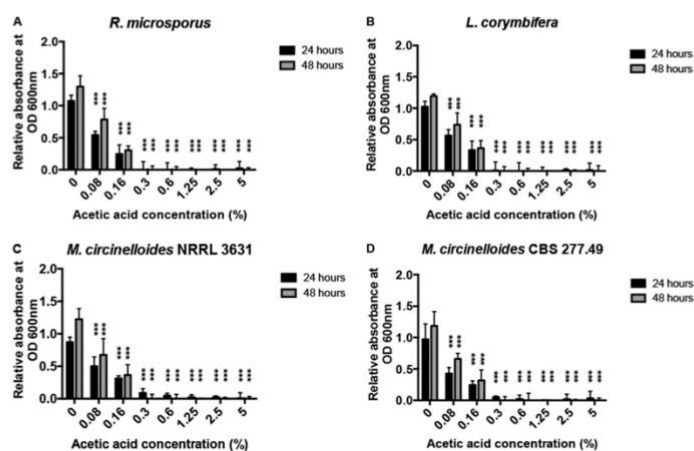 A
R. microsporus
Relative absorbance at
OD 600nm
2.0
1.5
1.0
0.5
0.0
*** ***
*** ***
*** ***
*** ***
*** ***
*** ***
*** ***
0
0.08
0.16
0.3
0.6
1.25
2.5
5
Acetic acid concentration (%)
24 hours
48 hours
B
L. corymbifera
Relative absorbance at
OD 600nm
2.0
1.5
1.0
0.5
0.0
*** ***
*** ***
*** ***
*** ***
*** ***
*** ***
*** ***
0
0.08
0.16
0.3
0.6
1.25
2.5
5
Acetic acid concentration (%)
24 hours
48 hours
C
M. circinelloides NRRL 3631
Relative absorbance at
OD 600nm
2.0
1.5
1.0
0.5
0.0
*** ***
*** ***
*** ***
*** ***
*** ***
*** ***
*** ***
0
0.08
0.16
0.3
0.6
1.25
2.5
5
Acetic acid concentration (%)
24 hours
48 hours
D
M. circinelloides CBS 277.49
Relative absorbance at
OD 600nm
2.0
1.5
1.0
0.5
0.0
*** ***
*** ***
*** ***
*** ***
*** ***
*** ***
*** ***
0
0.08
0.16
0.3
0.6
1.25
2.5
5
Acetic acid concentration (%)
24 hours
48 hours